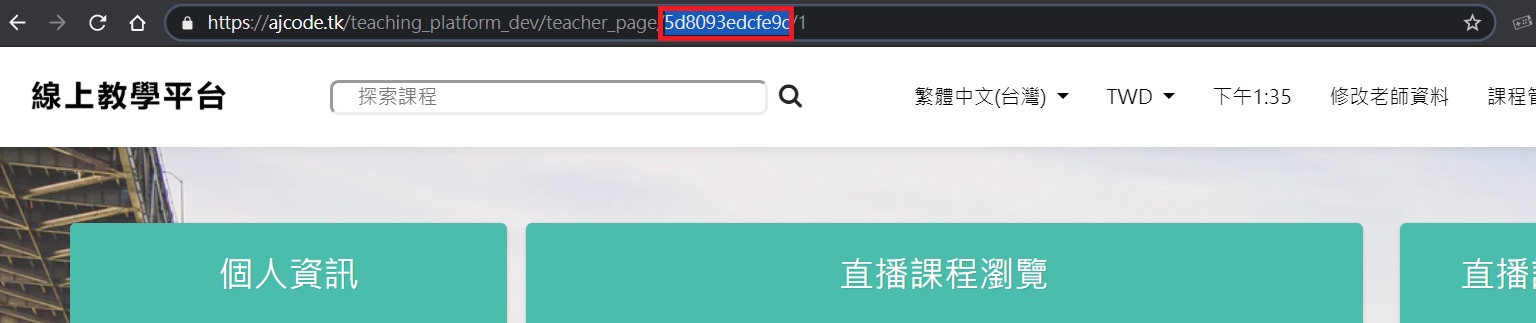 https://ajcode.tk/teaching_platform_dev/teacher_page/5d8093edcfe9c/1
線上教學平台 探索課程 繁體中文(台灣) TWD 下午1:35 修改老師資料 課程
個人資訊 直播課程瀏覽 直播